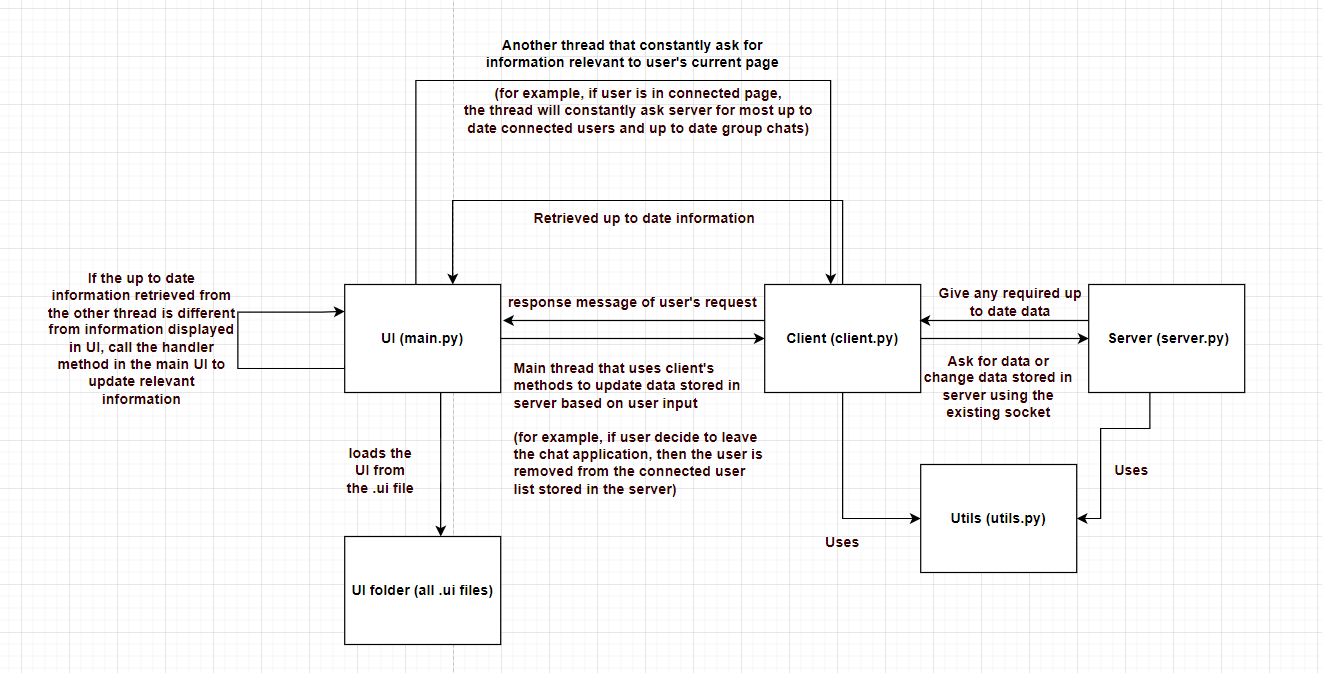 Another thread that constantly ask for
information relevant to user's current page
(for example, if user is in connected page,
the thread will constantly ask server for most up to
date connected users and up to date group chats)
Retrieved up to date information
If the up to date
information retrieved from
the other thread is different
from information displayed
in UI, call the handler
method in the main UI to
update relevant
information
UI (main.py)
response message of user's request
Main thread that uses client's
methods to update data stored in
server based on user input
(for example, if user decide to leave
the chat application, then the user is
removed from the connected user
list stored in the server)
Client (client.py)
Give any required up
to date data
Ask for data or
change data stored in
server using the
existing socket
Server (server.py)
loads the
UI from
the .ui file
UI folder (all .ui files)
Uses
Utils (utils.py)
Uses